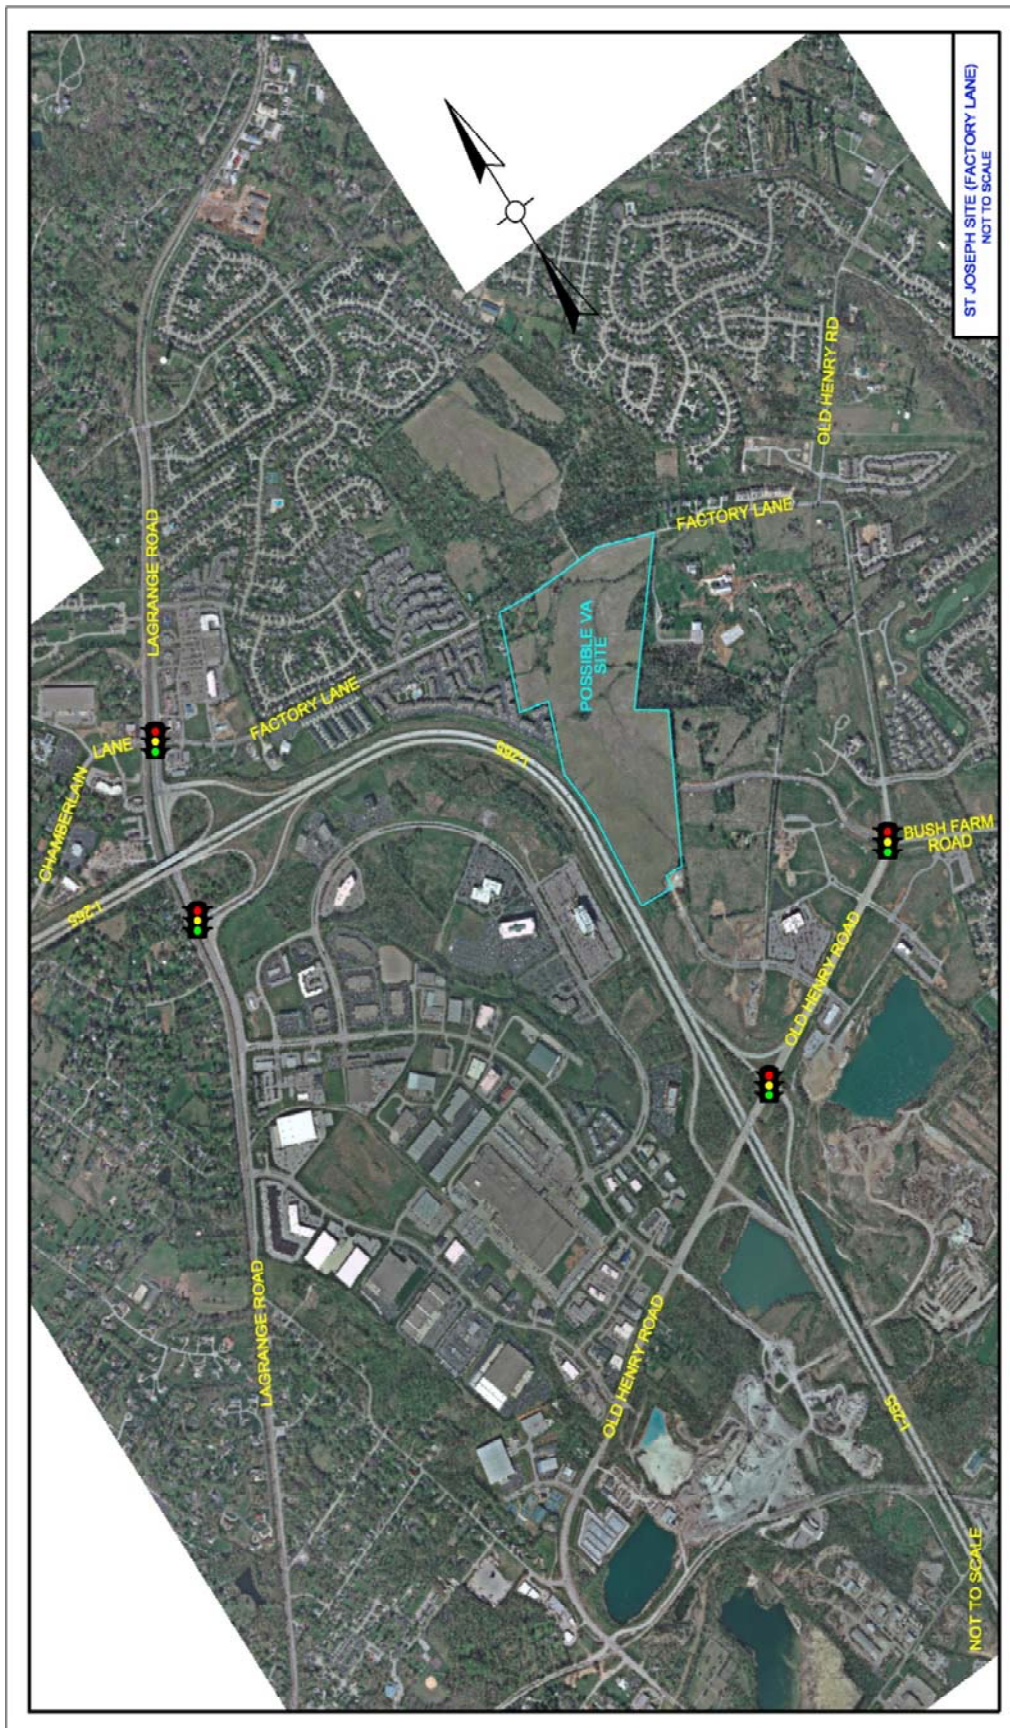 ST JOSEPH SITE (FACTORY LANE)
NOT TO SCALE
OLD HENRY RD
FACTORY LANE
LAGRANGE ROAD
POSSIBLE VA
SITE
FACTORY LANE
CHAMBERLAIN
LANE
I-265
I-265
BUSH FARM
ROAD
OLD HENRY ROAD
LAGRANGE ROAD
OLD HENRY ROAD
I-265
NOT TO SCALE